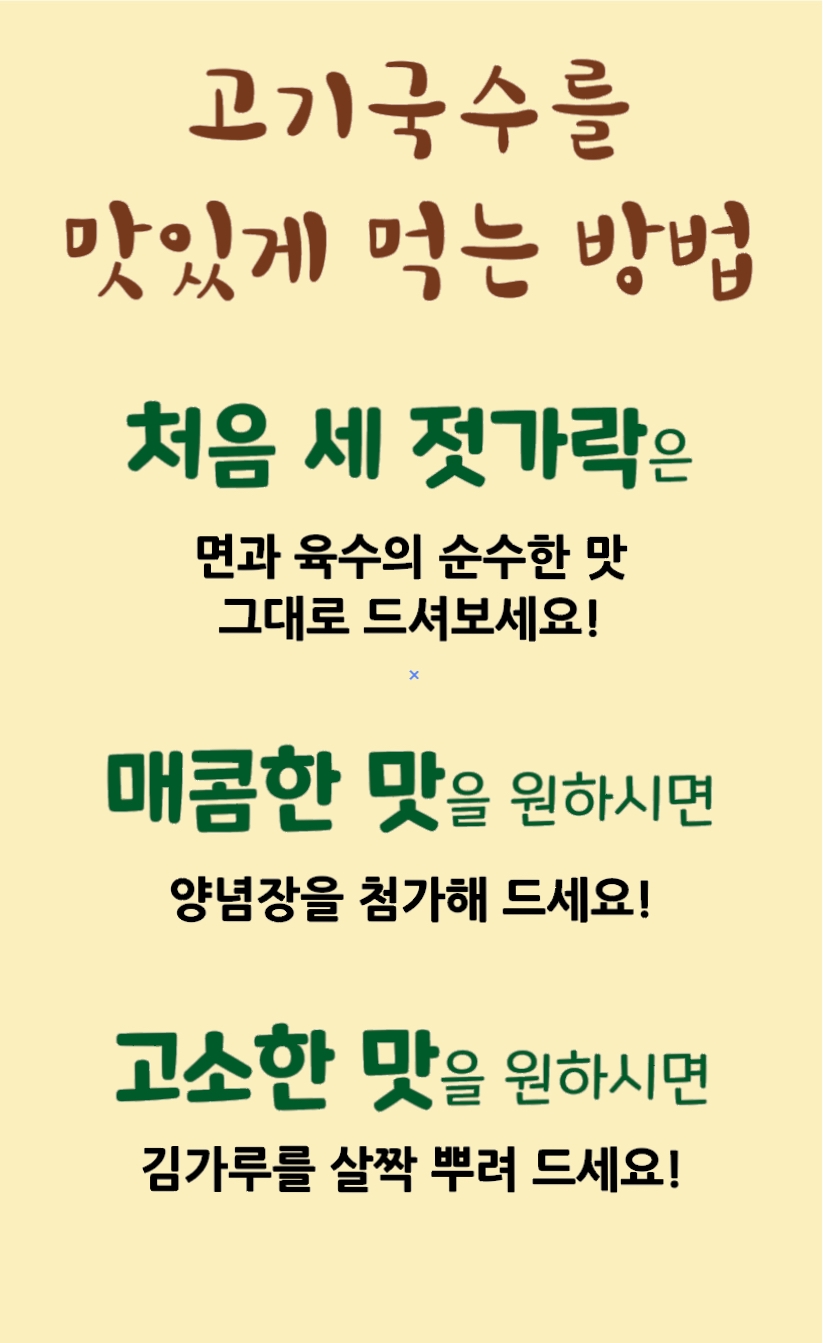 고기국수를
맛있게 먹는 방법
처음 세 젓가락은
면과 육수의 순수한 맛
그대로 드셔보세요!
매콤한 맛을 원하시면
양념장을 첨가해 드세요!
고소한 맛을 원하시면
김가루를 살짝 뿌려 드세요!